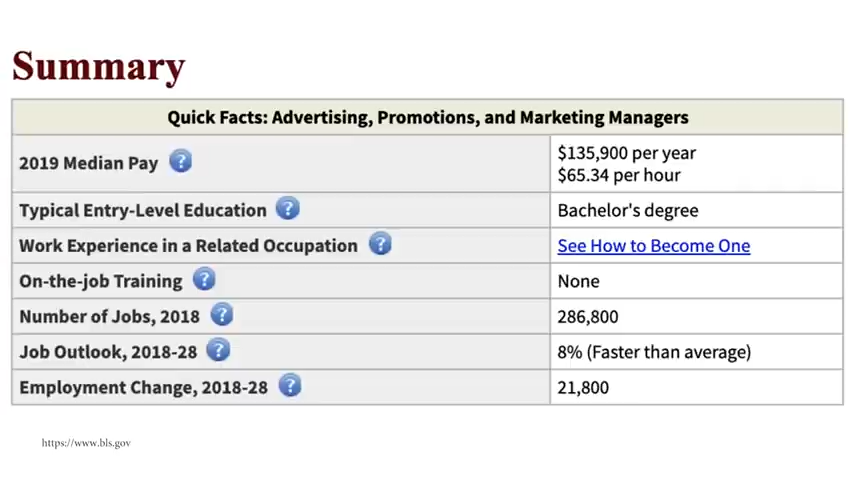 Summary
Quick Facts: Advertising, Promotions, and Marketing Managers
2019 Median Pay ?
$135,900 per year
$65.34 per hour
Typical Entry-Level Education ?
Bachelor's degree
Work Experience in a Related Occupation ?
See How to Become One
On-the-job Training ?
None
Number of Jobs, 2018 ?
286,800
Job Outlook, 2018-28 ?
8% (Faster than average)
Employment Change, 2018-28 ?
21,800
https://www.bls.gov